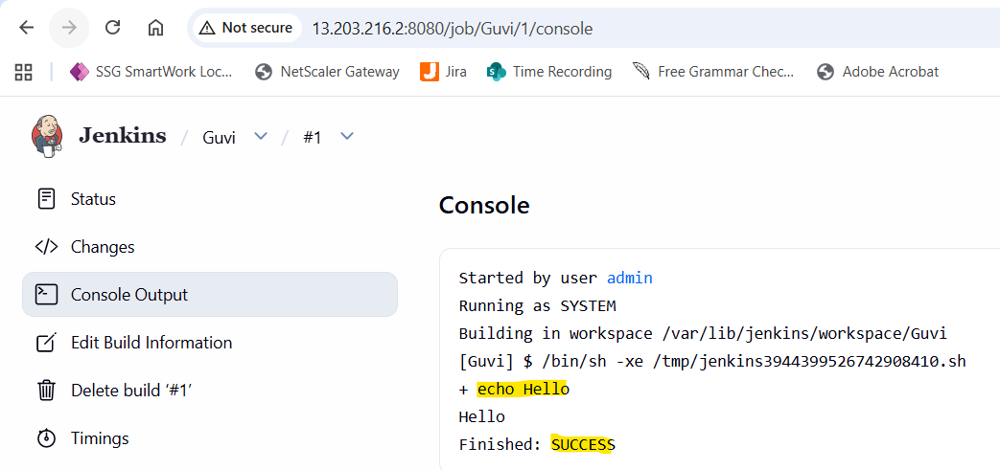 Not secure 13.203.216.2:8080/job/Guvi/1/console
SSG SmartWork Loc... NetScaler Gateway Jira Time Recording Free Grammar Chec... Adobe Acrobat
Jenkins / Guvi / #1
Status
Changes
Console Output
Edit Build Information
Delete build ‘#1’
Timings
Console
Started by user admin
Running as SYSTEM
Building in workspace /var/lib/jenkins/workspace/Guvi
[Guvi] $ /bin/sh -xe /tmp/jenkins3944399526742908410.sh
+ echo Hello
Hello
Finished: SUCCESS